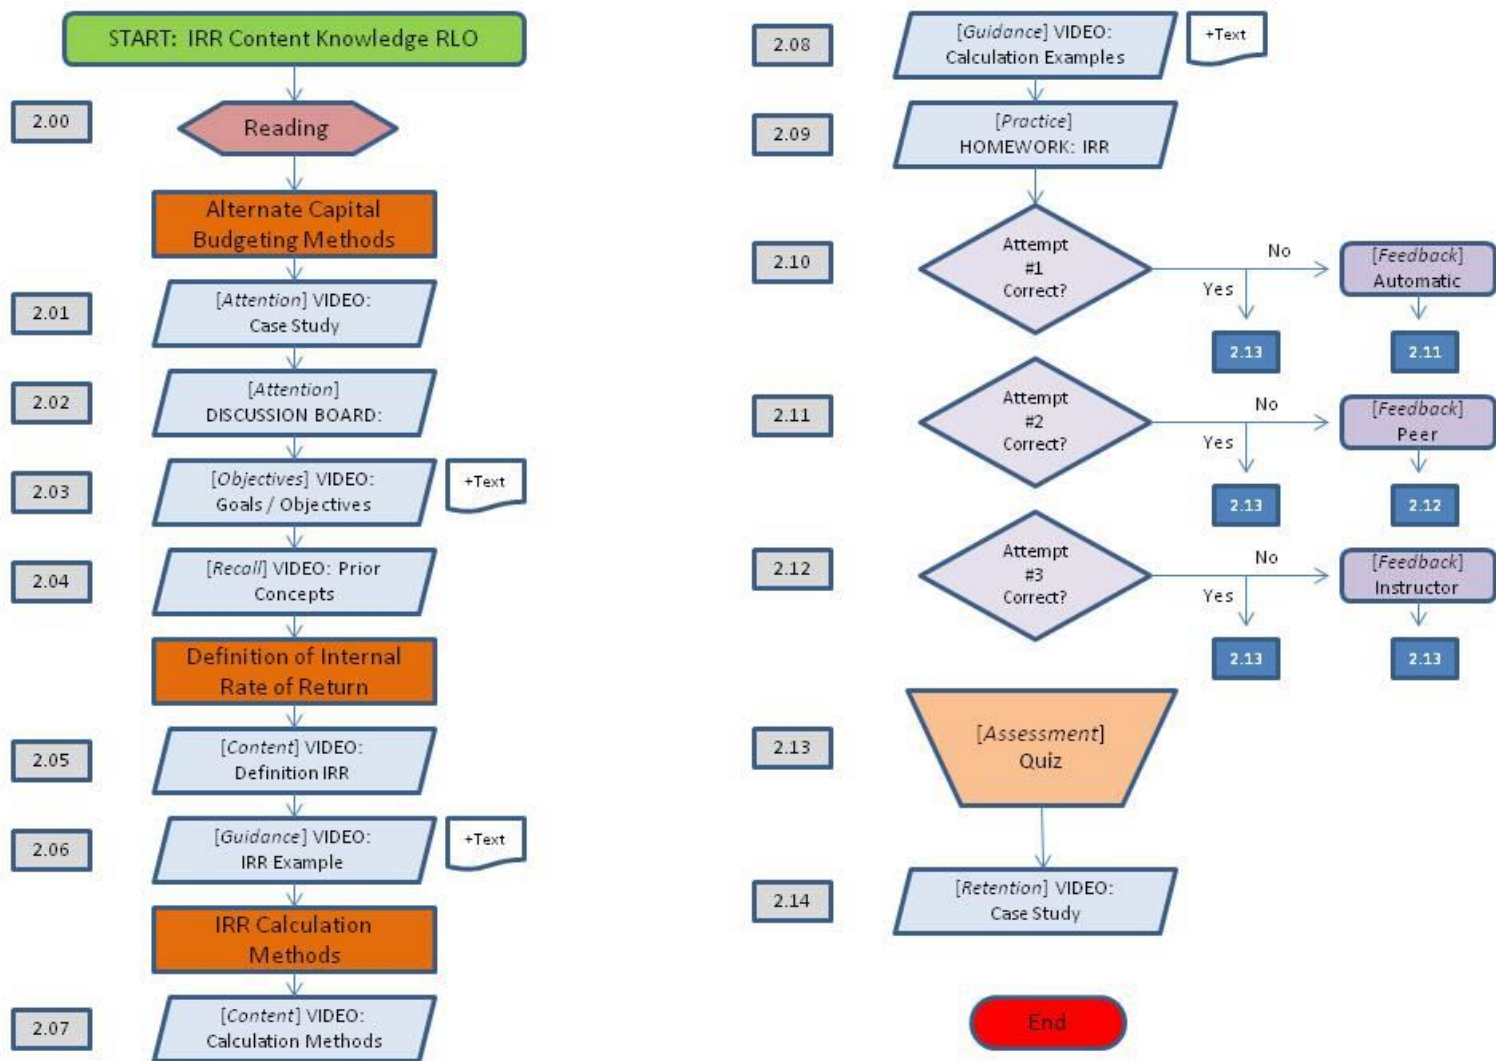 START: IRR Content Knowledge RLO
2.00
Reading
Alternate Capital
Budgeting Methods
2.01
[Attention] VIDEO:
Case Study
2.02
[Attention]
DISCUSSION BOARD:
2.03
[Objectives] VIDEO:
Goals / Objectives
+Text
2.04
[Recall] VIDEO: Prior
Concepts
Definition of Internal
Rate of Return
2.05
[Content] VIDEO:
Definition IRR
2.06
[Guidance] VIDEO:
IRR Example
+Text
IRR Calculation
Methods
2.07
[Content] VIDEO:
Calculation Methods
2.08
[Guidance] VIDEO:
Calculation Examples
+Text
2.09
[Practice]
HOMEWORK: IRR
2.10
Attempt
#1
Correct?
No
Yes
[Feedback]
Automatic
2.13
2.11
2.11
Attempt
#2
Correct?
No
Yes
[Feedback]
Peer
2.13
2.12
2.12
Attempt
#3
Correct?
No
Yes
[Feedback]
Instructor
2.13
2.13
2.13
[Assessment]
Quiz
2.14
[Retention] VIDEO:
Case Study
End